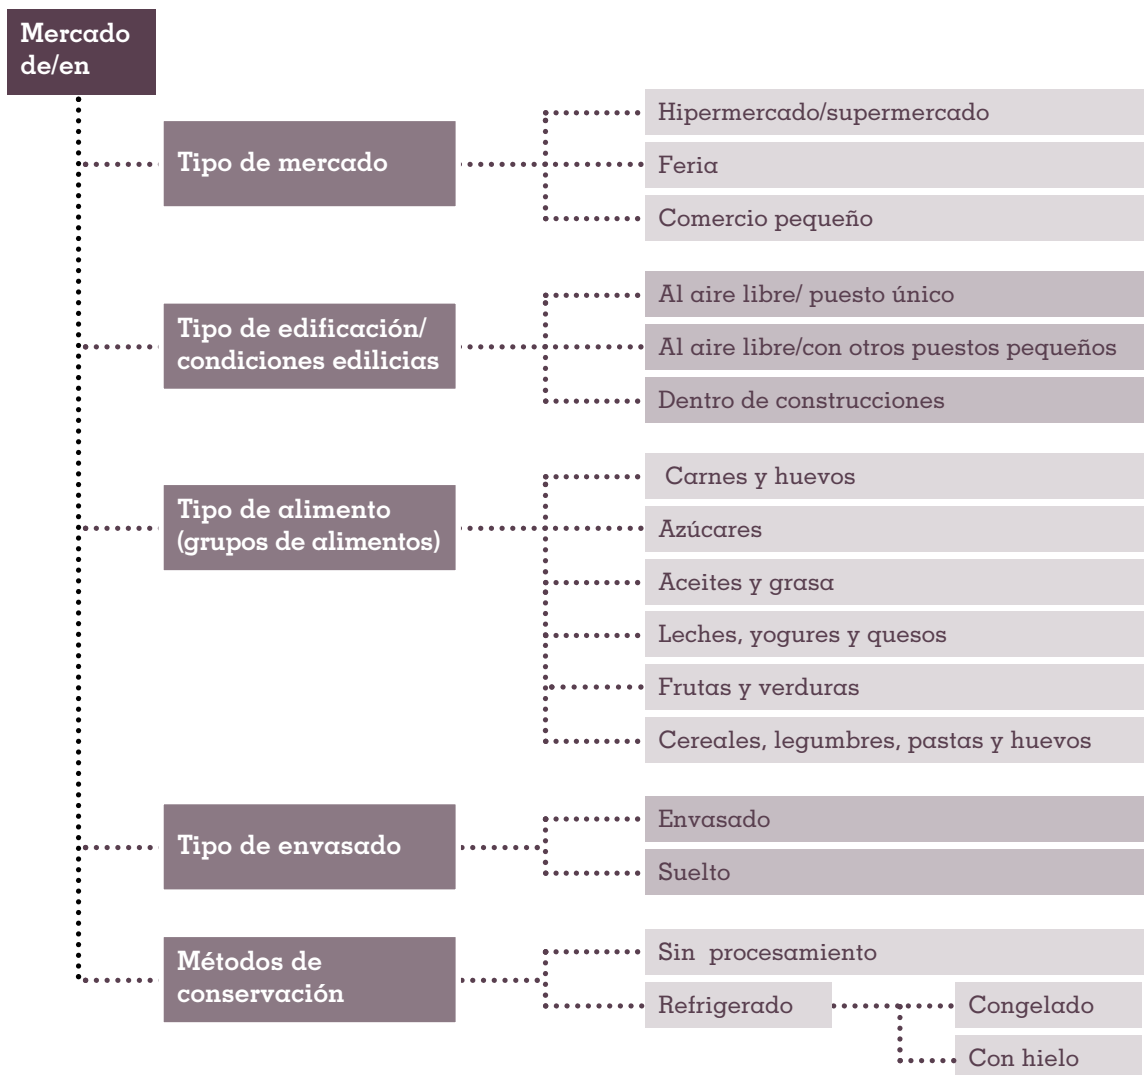 Mercado
de/en
Tipo de mercado
Hipermercado/supermercado
Feria
Comercio pequeño
Tipo de edificación/
condiciones edilicias
Al aire libre/ puesto único
Al aire libre/con otros puestos pequeños
Dentro de construcciones
Tipo de alimento
(grupos de alimentos)
Carnes y huevos
Azúcares
Aceites y grasa
Leches, yogures y quesos
Frutas y verduras
Cereales, legumbres, pastas y huevos
Tipo de envasado
Envasado
Suelto
Métodos de
conservación
Sin procesamiento
Refrigerado
Congelado
Con hielo